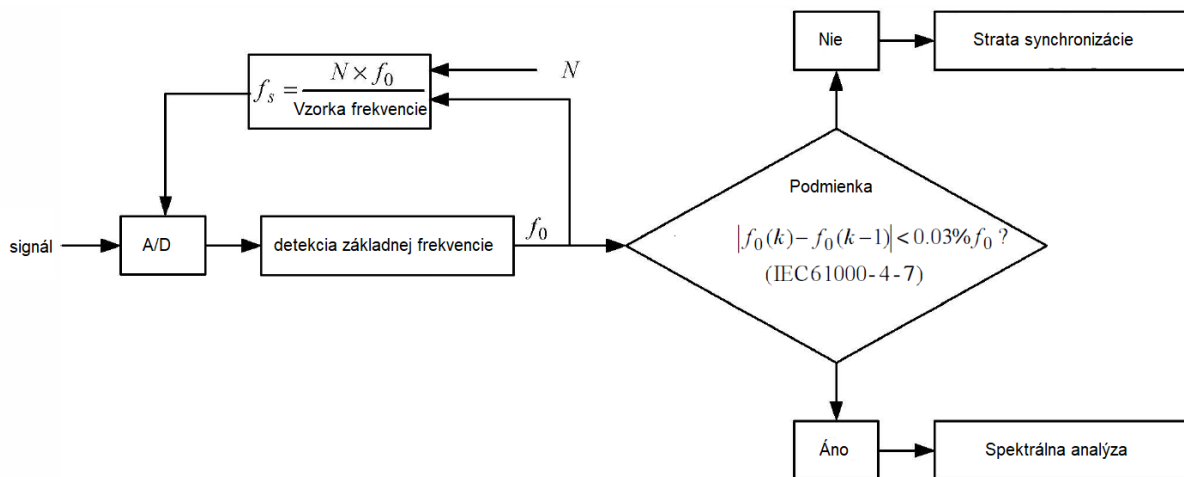 Nie
Strata synchronizácie
f_s = N × f_0
Vzorka frekvencie
N
Podmienka
|f_0(k) − f_0(k−1)| < 0.03% f_0 ?
(IEC61000-4-7)
signál
A/D
detekcia základnej frekvencie
f_0
Áno
Spektrálna analýza